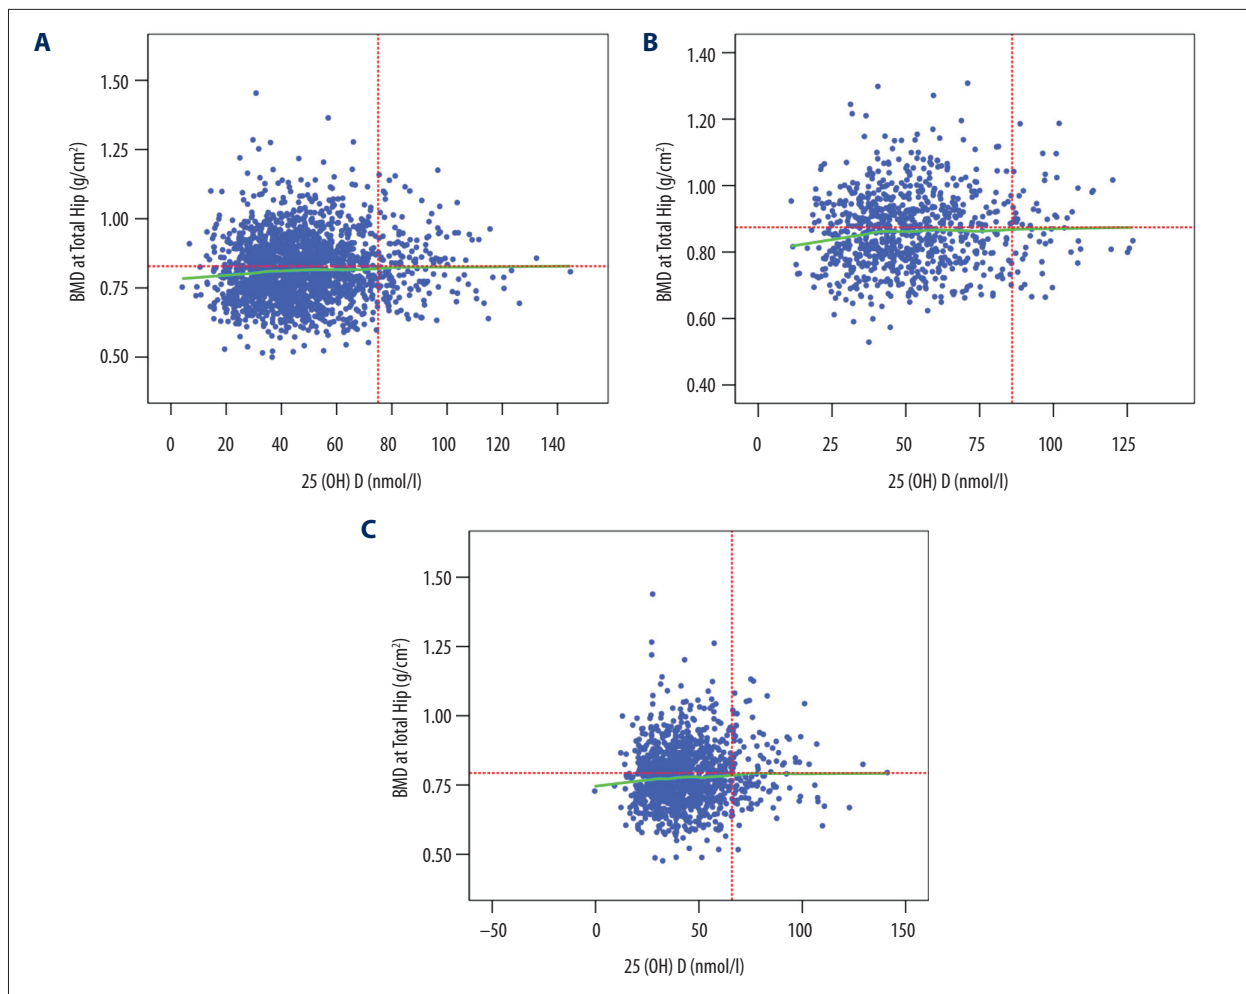 A
BMD at Total Hip (g/cm²)
1.50
1.25
1.00
0.75
0.50
0 20 40 60 80 100 120 140
25 (OH) D (nmol/l)
B
BMD at Total Hip (g/cm²)
1.40
1.20
1.00
0.80
0.60
0.40
0 25 50 75 100 125
25 (OH) D (nmol/l)
C
BMD at Total Hip (g/cm²)
1.50
1.25
1.00
0.75
0.50
−50 0 50 100 150
25 (OH) D (nmol/l)